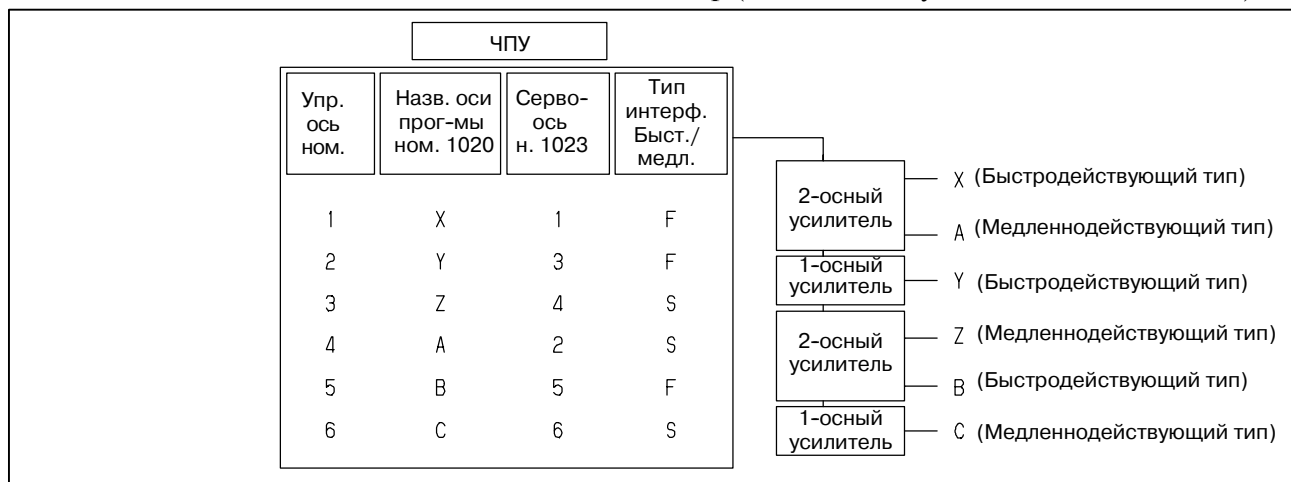 ЧПУ
Упр. ось ном.
Назв. оси прог-мы ном. 1020
Серво- ось н. 1023
Тип интерф. Быст./ медл.
1 X 1 F
2 Y 3 F
3 Z 4 S
4 A 2 S
5 B 5 F
6 C 6 S
2-осный усилитель
X (Быстродействующий тип)
A (Медленнодействующий тип)
1-осный усилитель
Y (Быстродействующий тип)
2-осный усилитель
Z (Медленнодействующий тип)
B (Быстродействующий тип)
1-осный усилитель
C (Медленнодействующий тип)